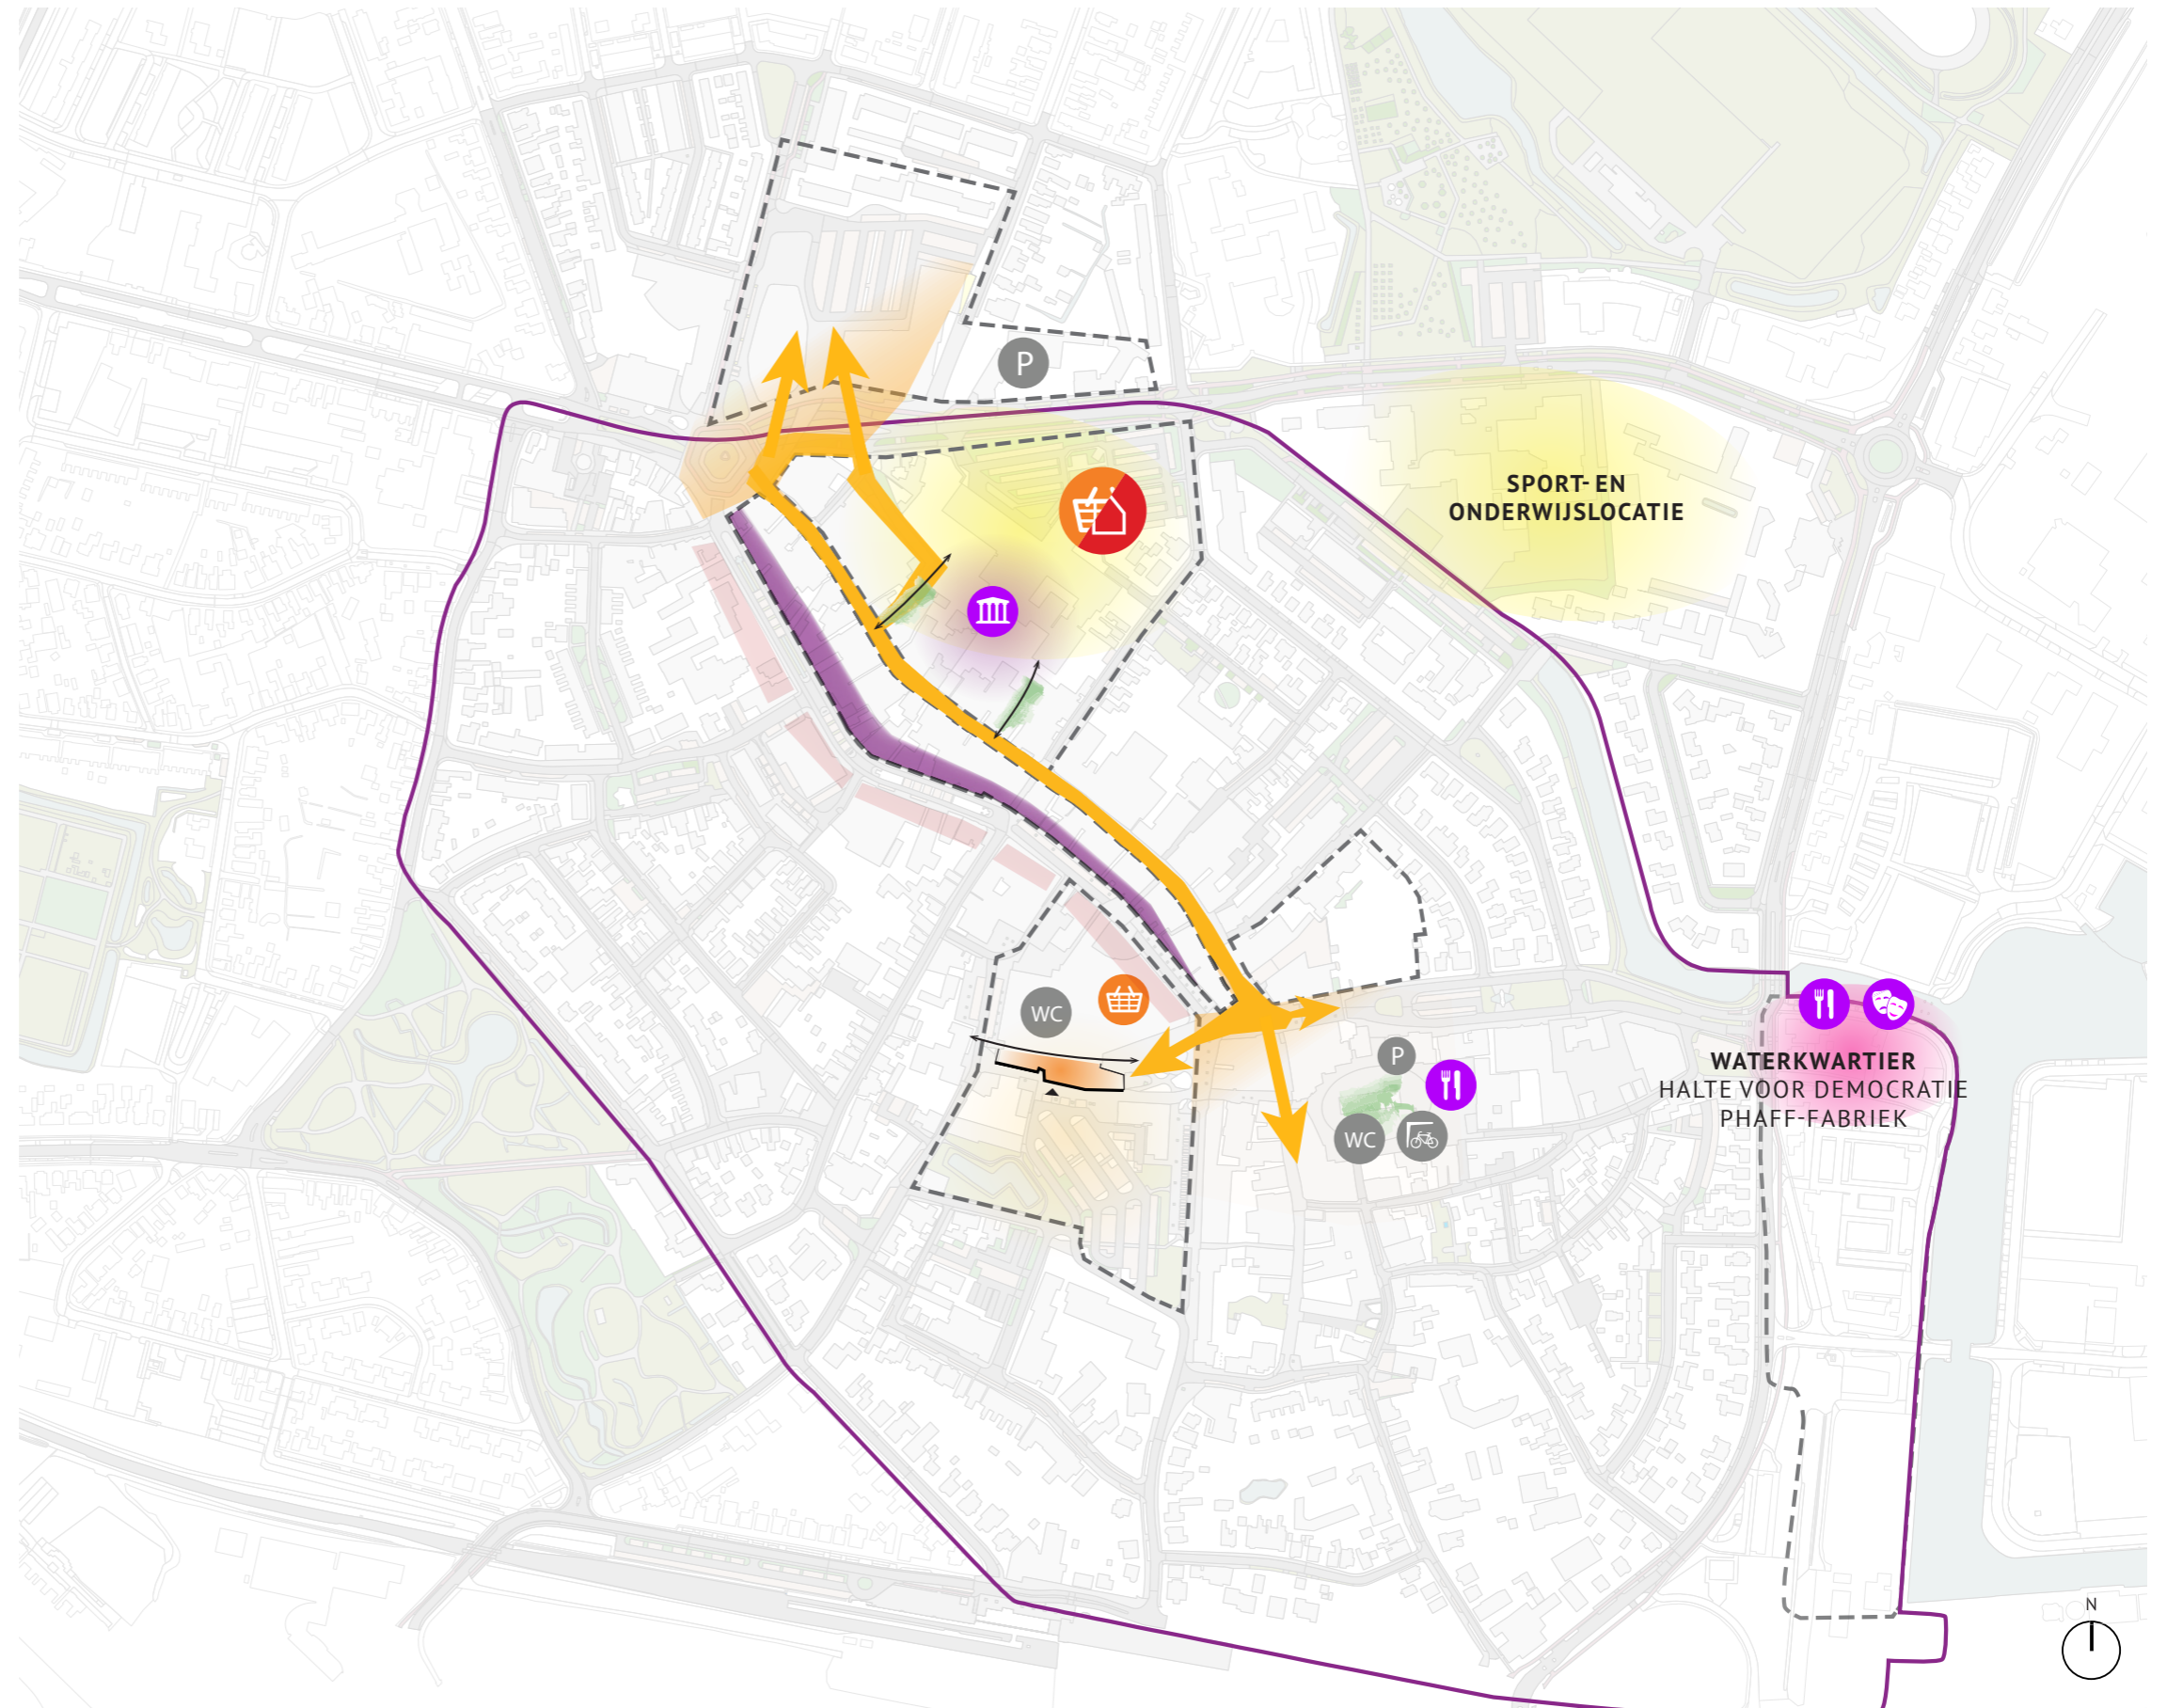 P
SPORT- EN
ONDERWIJSLOCATIE
WC
P
WC
WATERKWARTIER
HALTE VOOR DEMOCRATIE
PHAFF-FABRIEK
N